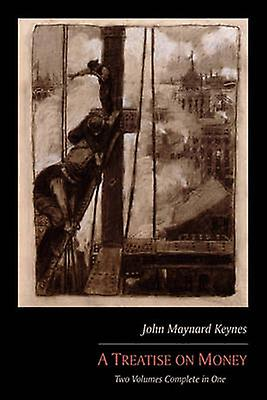 John Maynard Keynes
A TREATISE ON MONEY
Two Volumes Complete in One